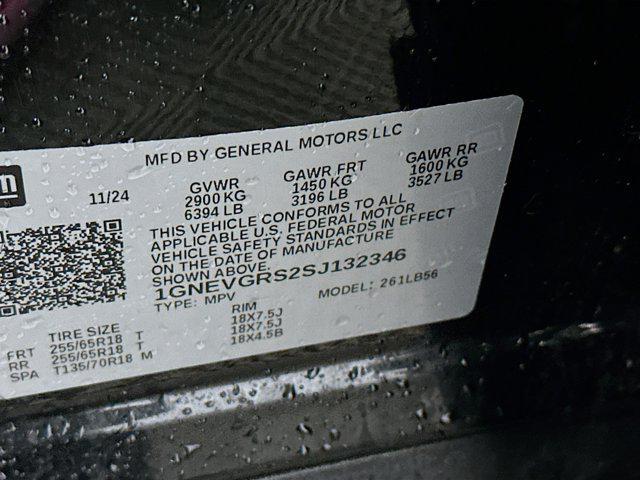 MFD BY GENERAL MOTORS LLC
11/24
GVWR GAWR FRT GAWR RR
2900 KG 1450 KG 1600 KG
6394 LB 3196 LB 3527 LB
THIS VEHICLE CONFORMS TO ALL
APPLICABLE U.S. FEDERAL MOTOR
VEHICLE SAFETY STANDARDS IN EFFECT
ON THE DATE OF MANUFACTURE
SHOWN ABOVE.
1GNEVGRS2SJ132346
TYPE: MPV MODEL: 261LB56
TIRE SIZE RIM
FRT 255/65R18 T 18X7.5J
RR 255/65R18 T 18X7.5J
SPA T135/70R18 M 18X4.5B